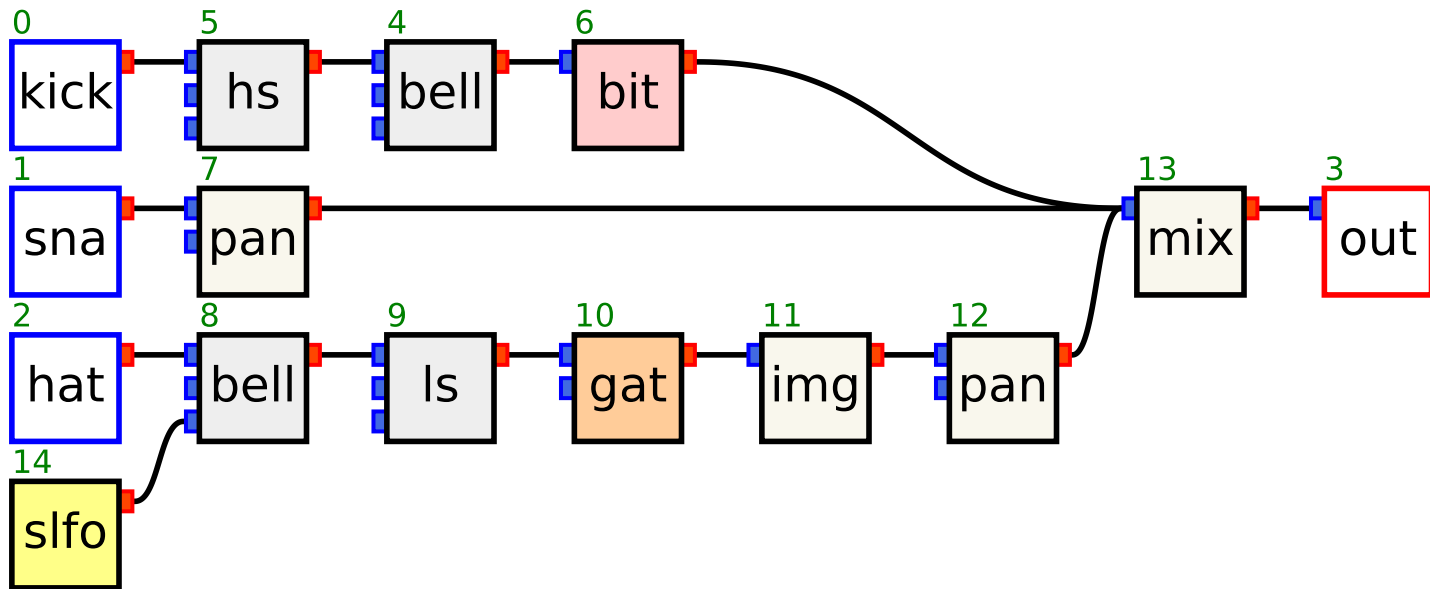 0 5 4 6
kick hs bell bit
1 7 13 3
sna pan mix out
2 8 9 10 11 12
hat bell ls gat img pan
14
slfo